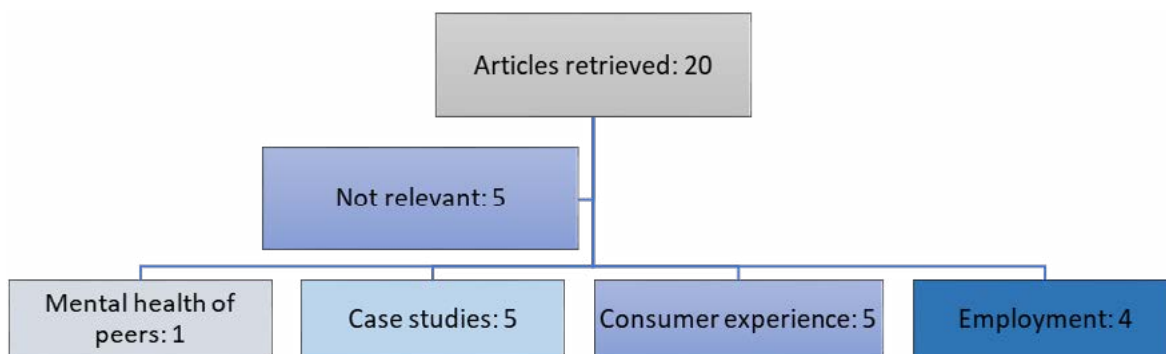 Articles retrieved: 20
Not relevant: 5
Mental health of
peers: 1
Case studies: 5
Consumer experience: 5
Employment: 4